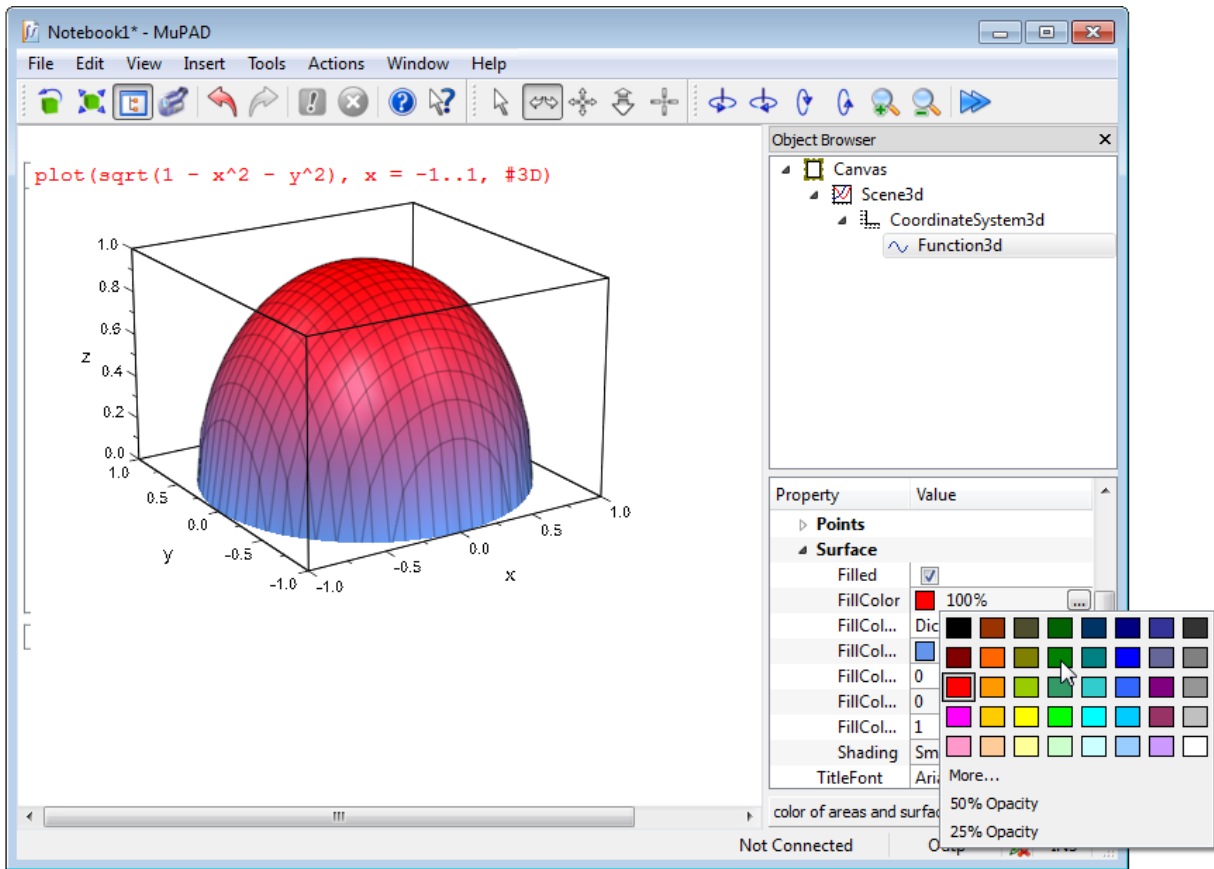 Notebook1* - MuPAD
File Edit View Insert Tools Actions Window Help
plot(sqrt(1 - x^2 - y^2), x = -1..1, #3D)
1.0
0.8
0.6
z
0.4
0.2
0.0
1.0
0.5
0.0
y
-0.5
-1.0
-1.0
-0.5
0.0
x
0.5
1.0
Object Browser
Canvas
Scene3d
CoordinateSystem3d
Function3d
Property Value
Points
Surface
Filled
FillColor 100% ...
FillCol... Dic
FillCol...
FillCol... 0
FillCol... 0
FillCol... 1
Shading Sm
TitleFont Aria
More...
50% Opacity
25% Opacity
color of areas and surfac
Not Connected